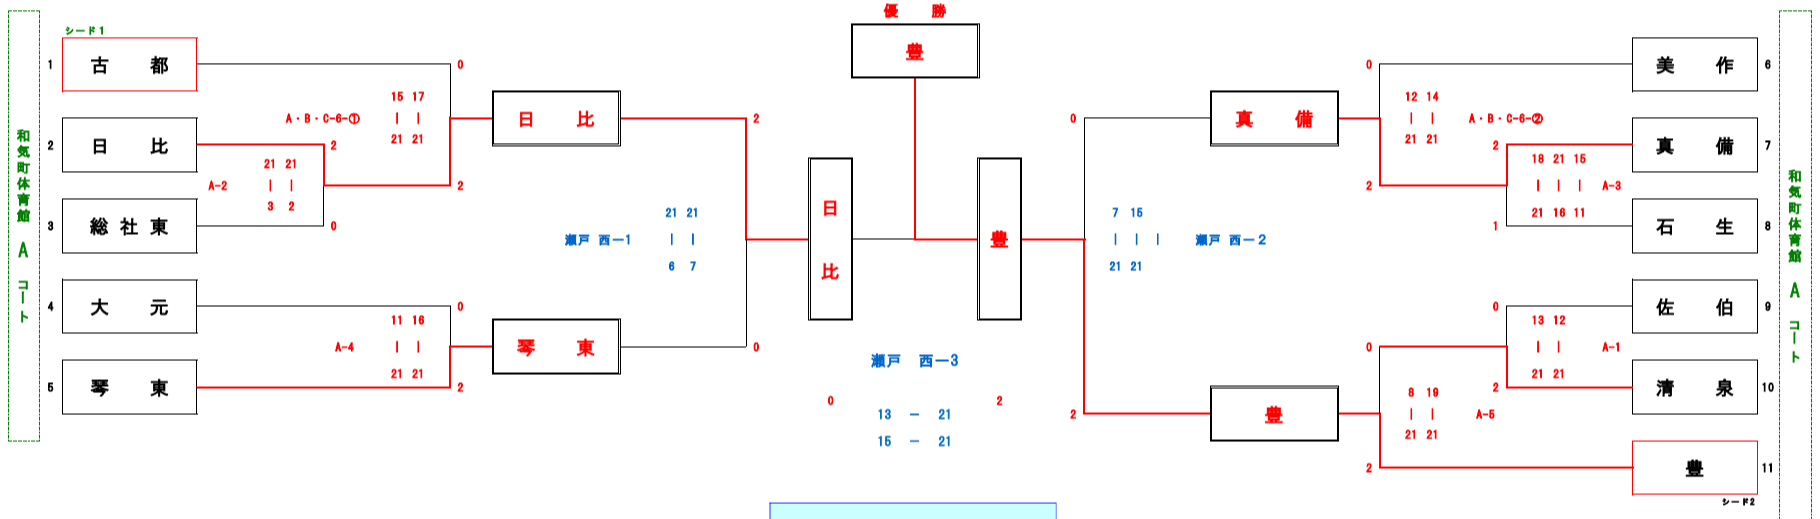 優 勝
豊
シード1
1 古 都 0
15 17
| |
21 21
A・B・C-6-①
日 比
2
2 日 比 2
A-2
21 21
| |
3 2
2
3 総 社 東 0
和気町体育館 A コート
瀬戸 西ー1
21 21
| |
6 7
日比
4 大 元 0
A-4
11 16
| |
21 21
琴 東
0
5 琴 東 2
瀬戸 西ー3
0 2
13 ー 21
15 ー 21
豊
0
真 備
0 美 作 6
12 14
| |
21 21
A・B・C-6-②
2 真 備 7
2
18 21 15
| | |
21 16 11
A-3
1 石 生 8
7 15
| | |
21 21
瀬戸 西ー2
和気町体育館 A コート
0 佐 伯 9
13 12
| |
21 21
A-1
0
2 清 泉 10
2
豊
8 19
| |
21 21
A-5
2 豊 11
シード2